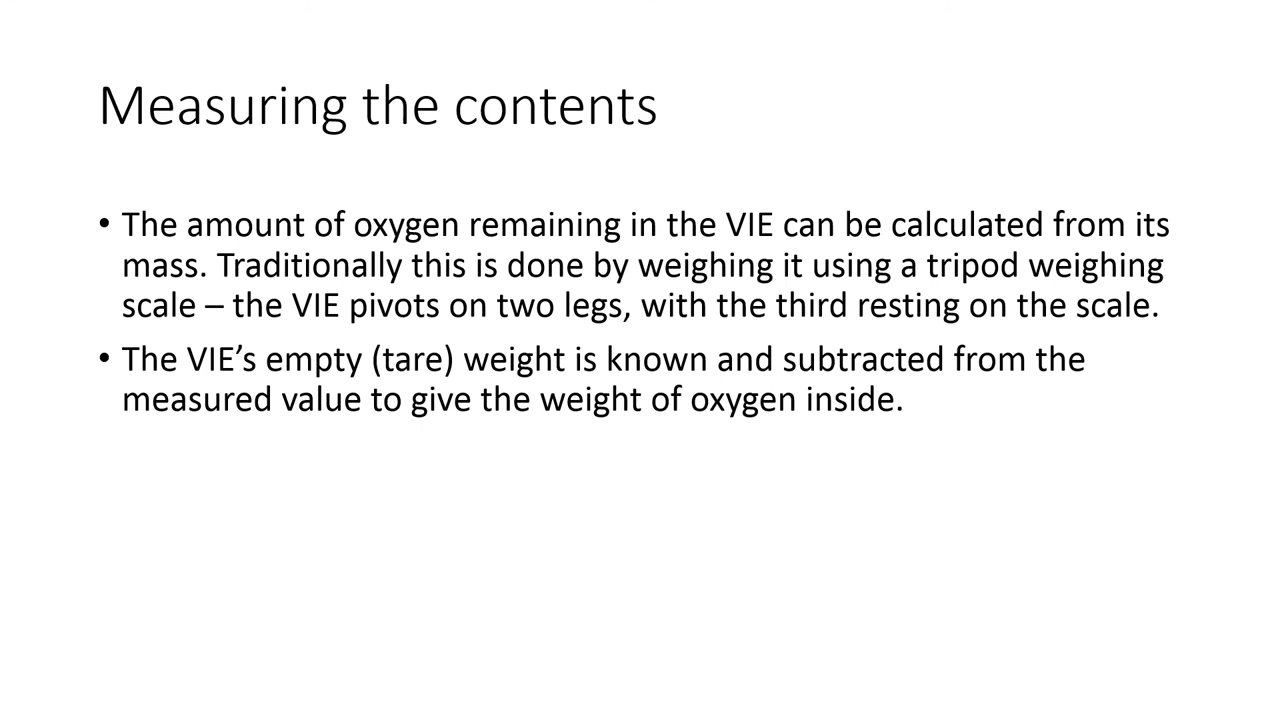 Measuring the contents
• The amount of oxygen remaining in the VIE can be calculated from its
mass. Traditionally this is done by weighing it using a tripod weighing
scale – the VIE pivots on two legs, with the third resting on the scale.
• The VIE’s empty (tare) weight is known and subtracted from the
measured value to give the weight of oxygen inside.